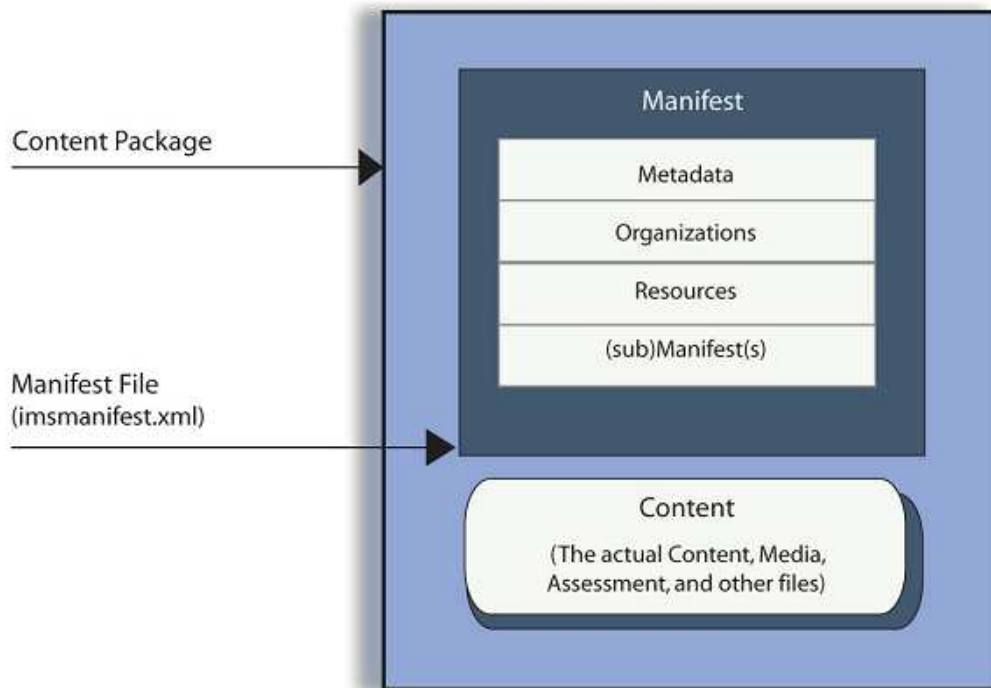 Content Package
Manifest File
(imsmanifest.xml)
Manifest
Metadata
Organizations
Resources
(sub)Manifest(s)
Content
(The actual Content, Media,
Assessment, and other files)